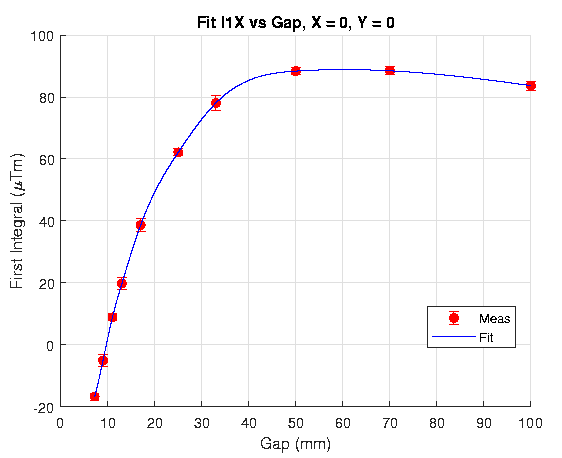 Fit I1X vs Gap, X = 0, Y = 0
100
80
60
40
20
0
-20
First Integral (μTm)
Meas
Fit
0 10 20 30 40 50 60 70 80 90 100
Gap (mm)